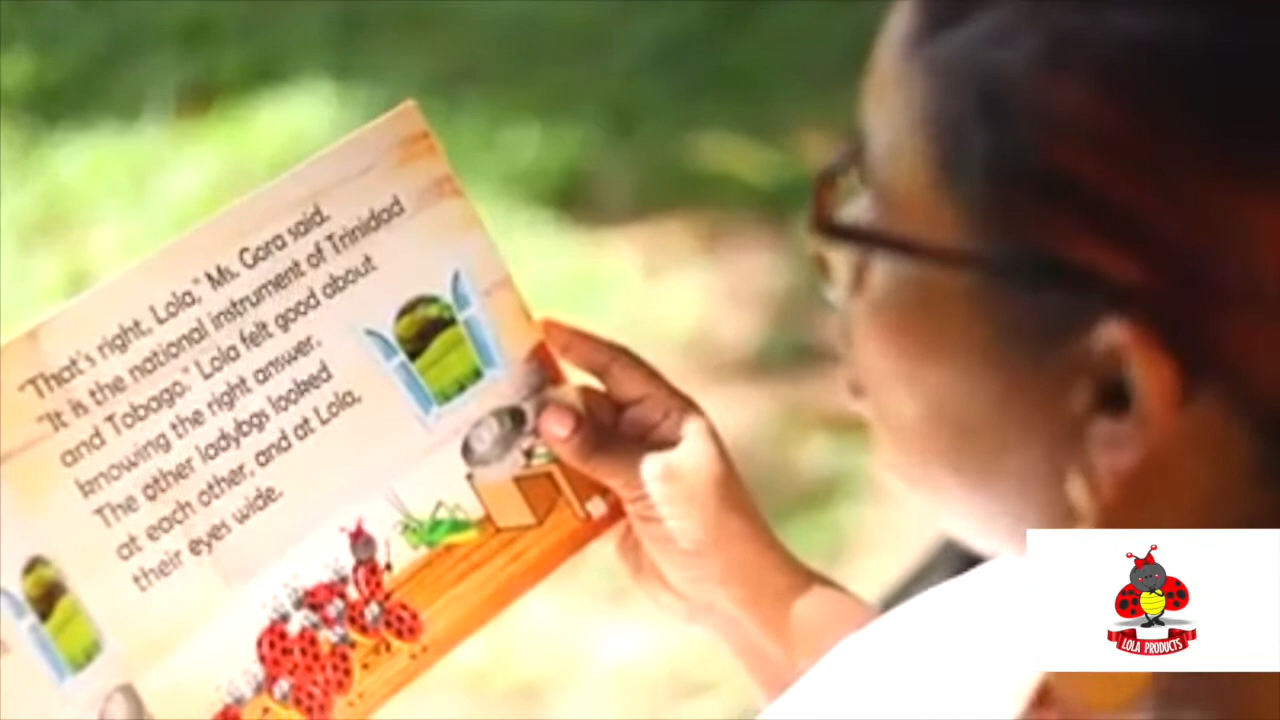 "That's right, Lola," Ms. Gora said.
"It is the national instrument of Trinidad
and Tobago." Lola felt good about
knowing the right answer.
The other ladybgs looked
at each other, and at Lola,
their eyes wide.
LOLA PRODUCTS